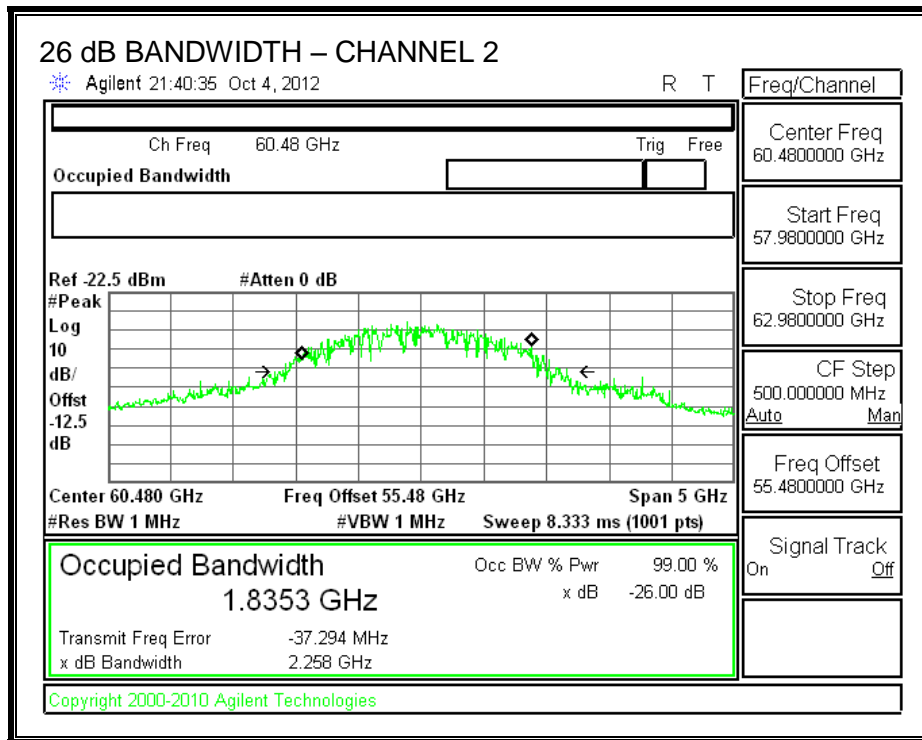 26 dB BANDWIDTH – CHANNEL 2
Agilent 21:40:35 Oct 4, 2012 R T
Freq/Channel
Ch Freq 60.48 GHz Trig Free
Occupied Bandwidth
Center Freq
60.4800000 GHz
Start Freq
57.9800000 GHz
Stop Freq
62.9800000 GHz
CF Step
500.000000 MHz
Auto Man
Freq Offset
55.4800000 GHz
Signal Track
On Off
Ref -22.5 dBm #Atten 0 dB
#Peak
Log
10
dB/
Offst
-12.5
dB
Center 60.480 GHz Freq Offset 55.48 GHz Span 5 GHz
#Res BW 1 MHz #VBW 1 MHz Sweep 8.333 ms (1001 pts)
Occupied Bandwidth Occ BW % Pwr 99.00 %
1.8353 GHz x dB -26.00 dB
Transmit Freq Error -37.294 MHz
x dB Bandwidth 2.258 GHz
Copyright 2000-2010 Agilent Technologies